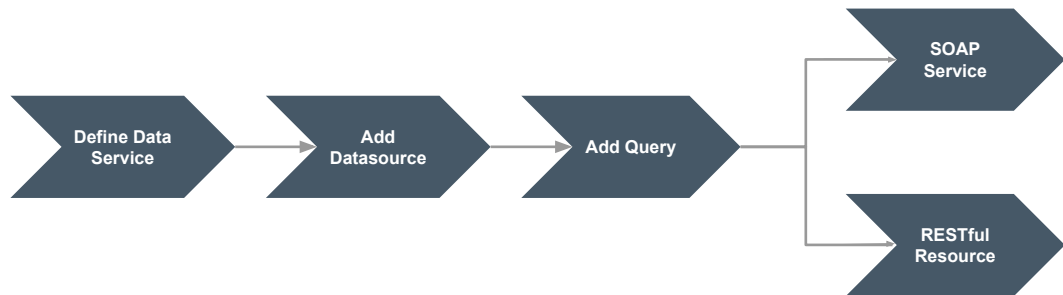 Define Data
Service
Add
Datasource
Add Query
SOAP
Service
RESTful
Resource